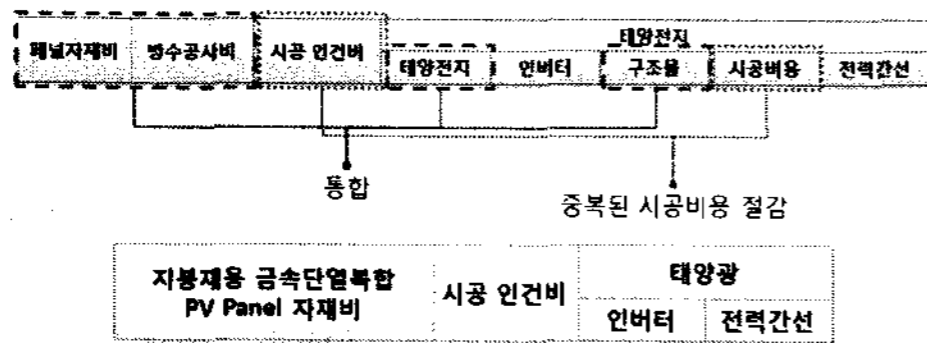 태양전지
패널자재비 방수공사비 시공 인건비 태양전지 인버터 구조물 시공비용 전력간선
통합
중복된 시공비용 절감
지붕재용 금속단열복합 시공 인건비 태양광
PV Panel 자재비 인버터 전력간선